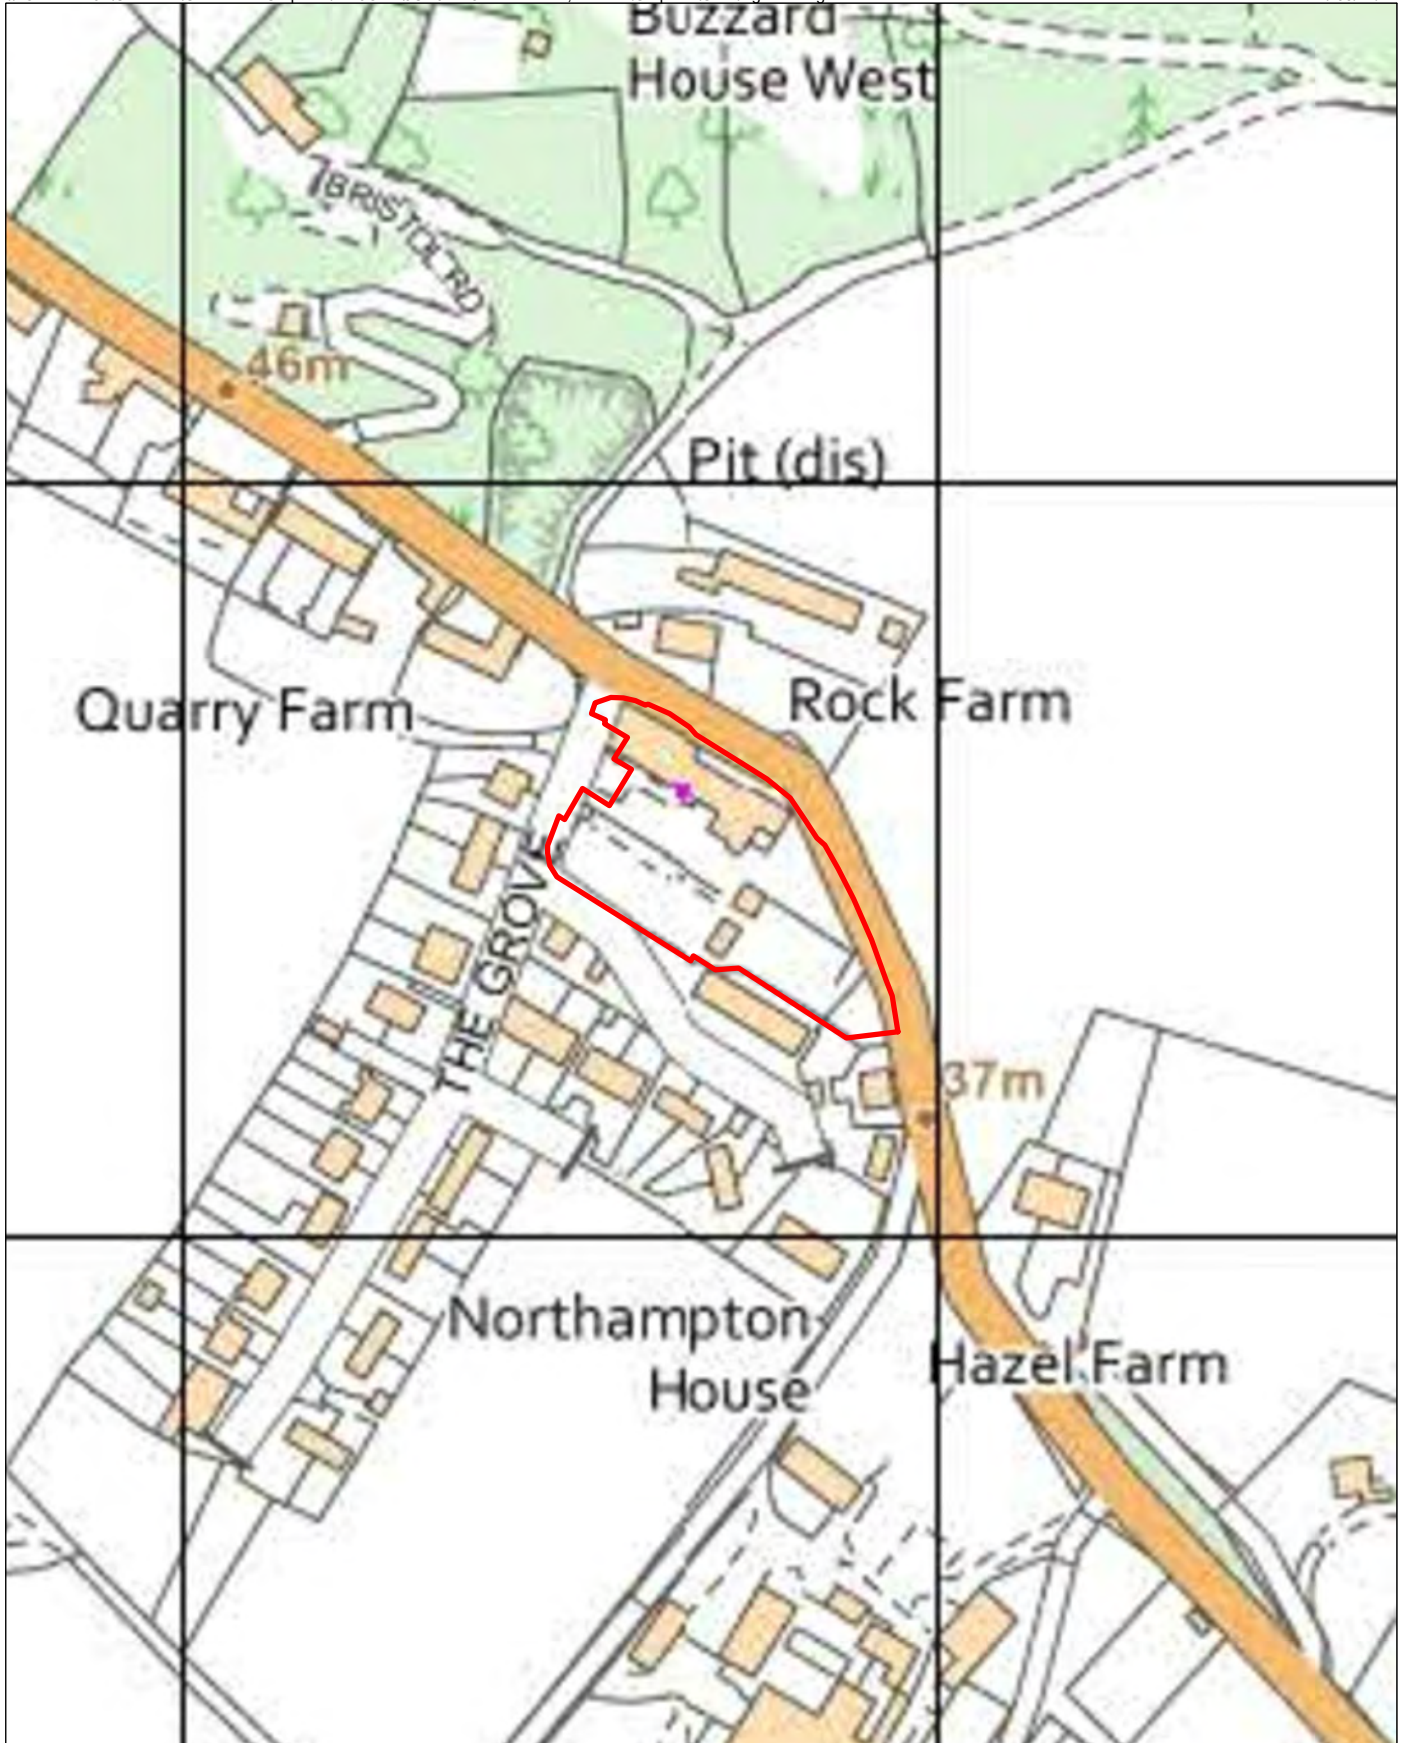 Buzzard
House West
BRISTOL RD
46m
Pit (dis)
Rock Farm
Quarry Farm
THE GROVE
37m
Northampton
House
Hazel Farm